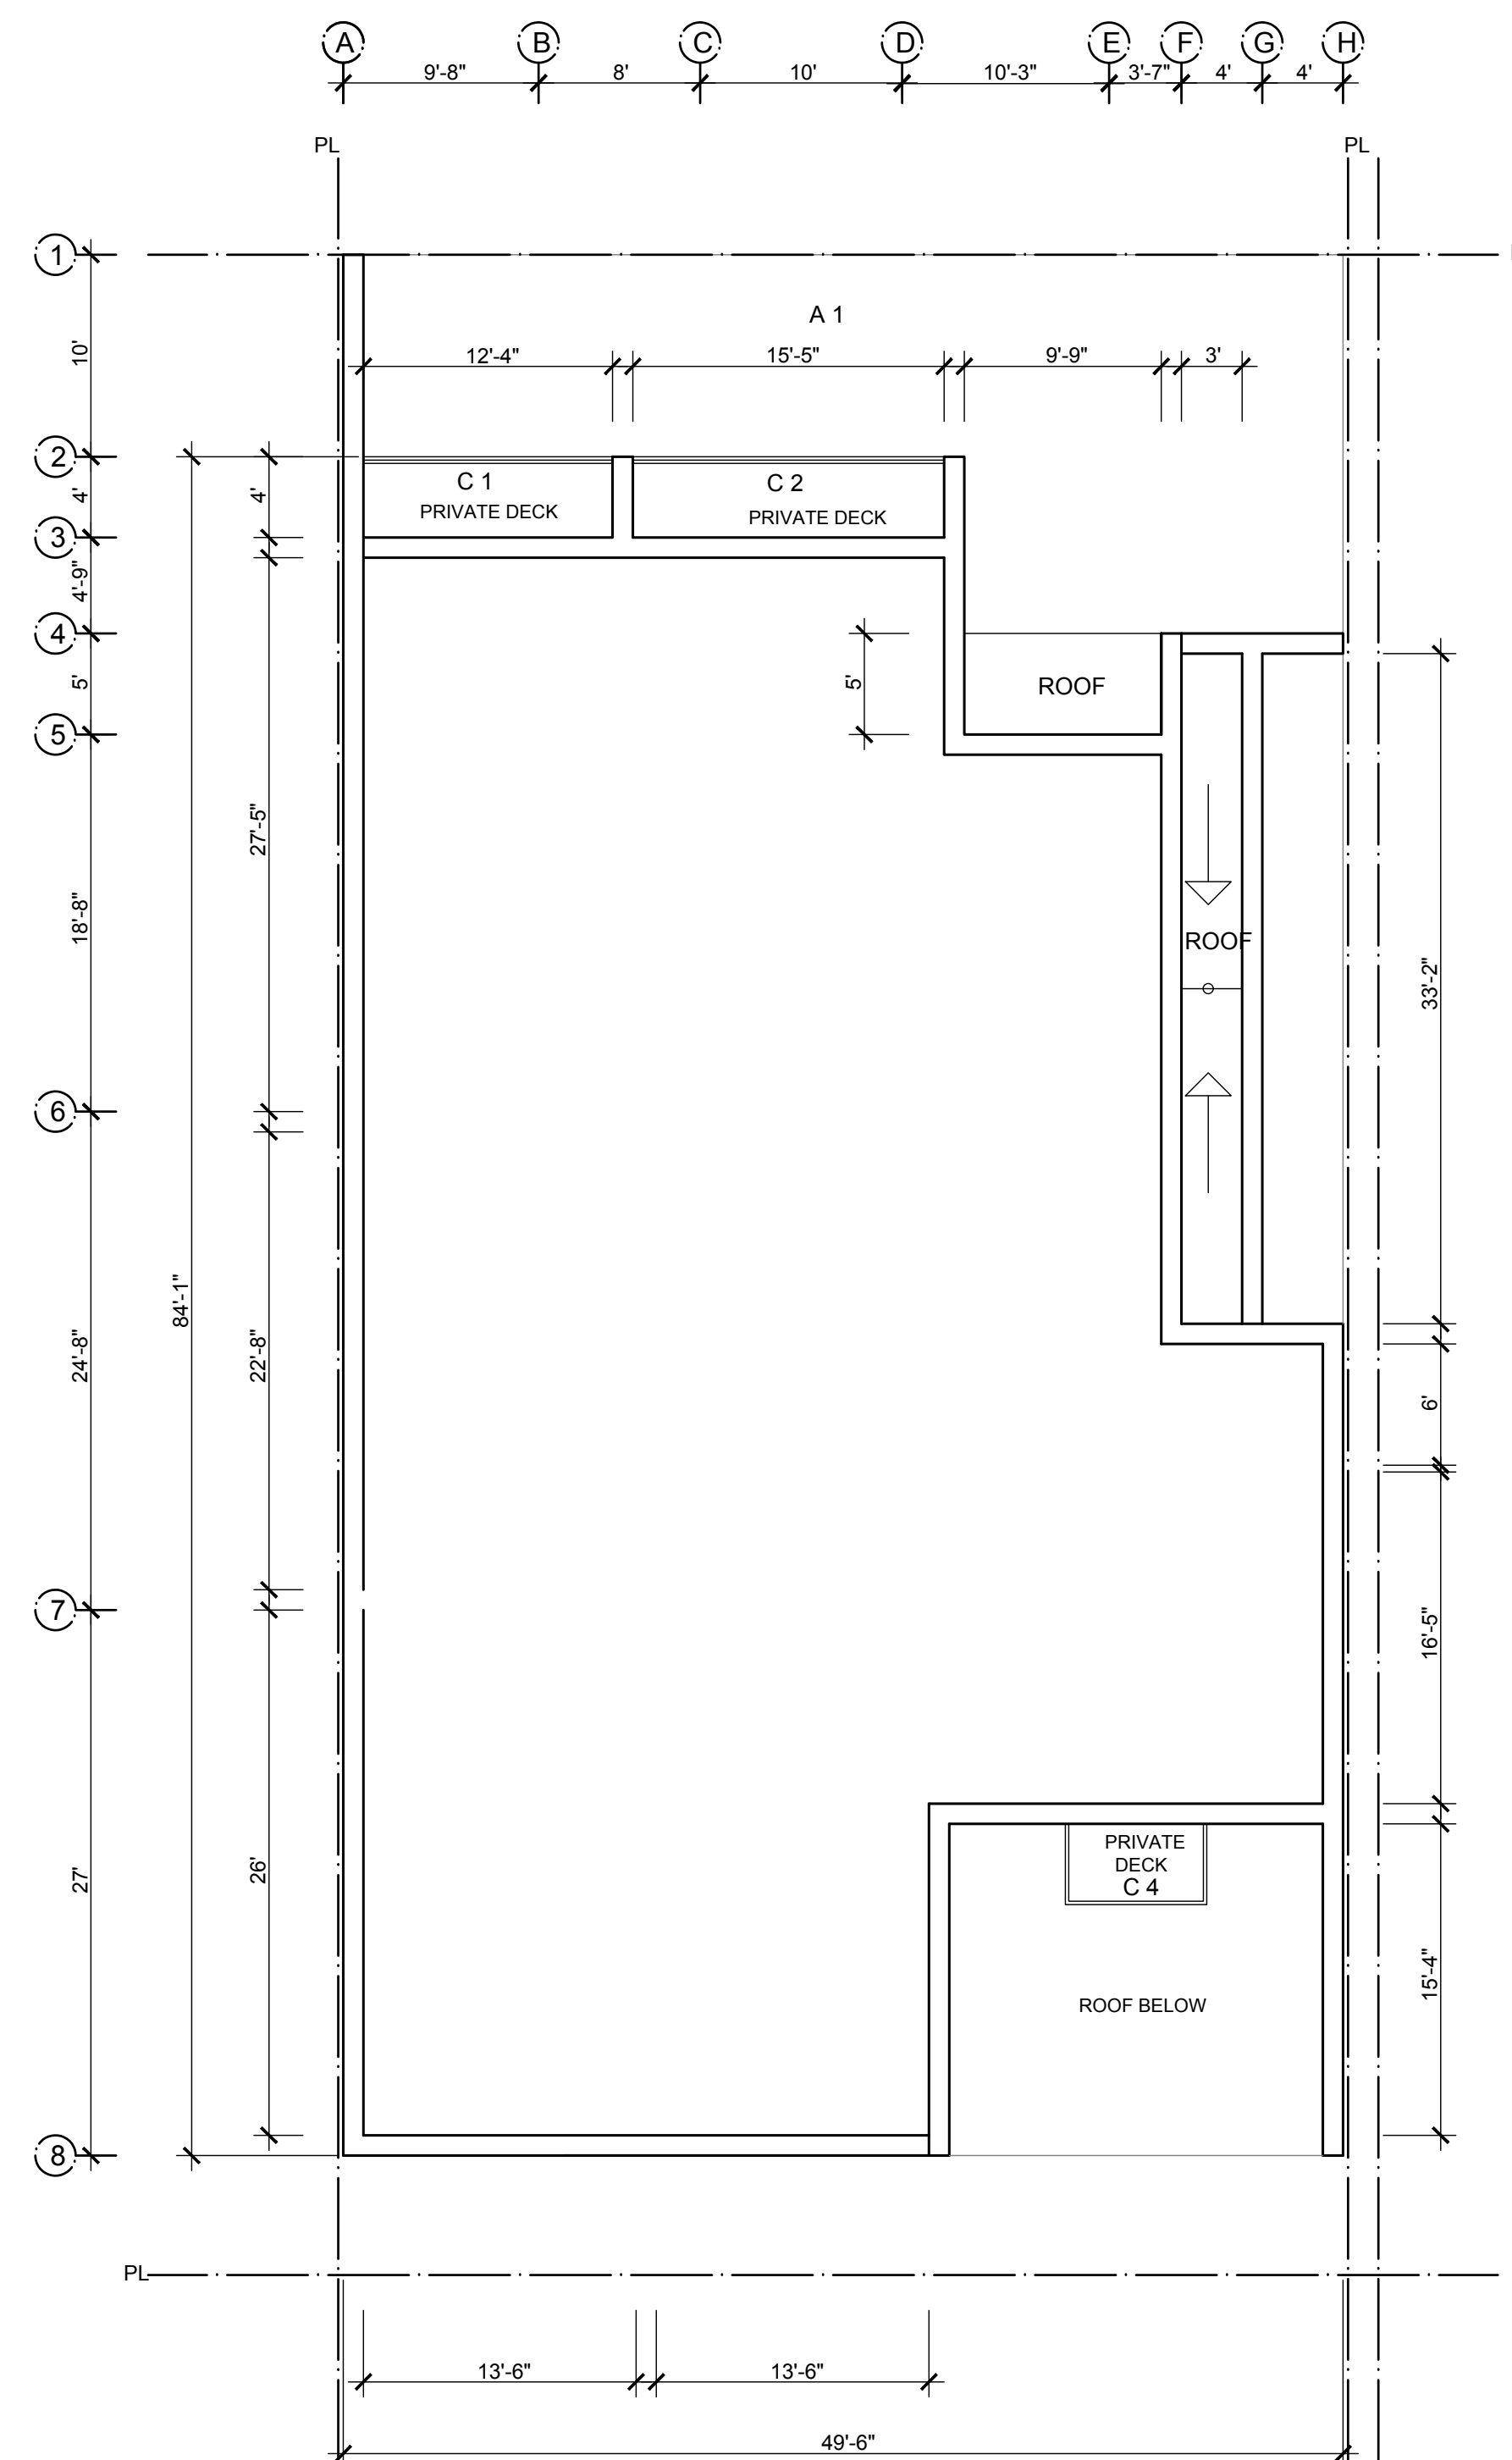 A B C D E F G H
9'-8" 8' 10' 10'-3" 3'-7" 4' 4'
PL PL
1
A 1
10'
12'-4" 15'-5" 9'-9" 3'
2
4' 4' C 1 C 2
PRIVATE DECK PRIVATE DECK
3
4'-9"
4
5' 5' ROOF
5
27'-5"
18'-8" ROOF
33'-2"
6
84'-1"
24'-8" 22'-8"
6'
7
16'-5"
PRIVATE
DECK
27' 26' C 4
15'-4"
ROOF BELOW
8
PL
13'-6" 13'-6"
49'-6"